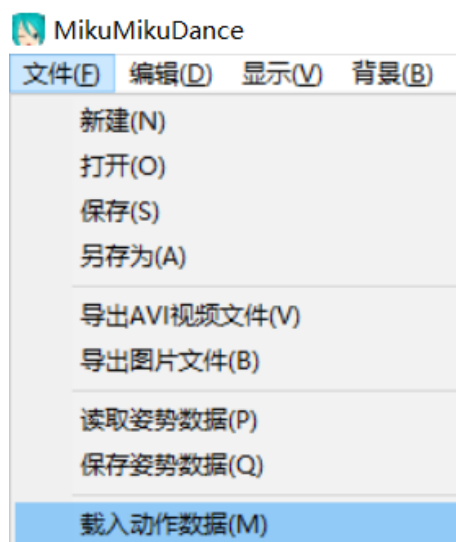 MikuMikuDance
文件(F) 编辑(D) 显示(V) 背景(B)
新建(N)
打开(O)
保存(S)
另存为(A)
导出AVI视频文件(V)
导出图片文件(B)
读取姿势数据(P)
保存姿势数据(Q)
载入动作数据(M)